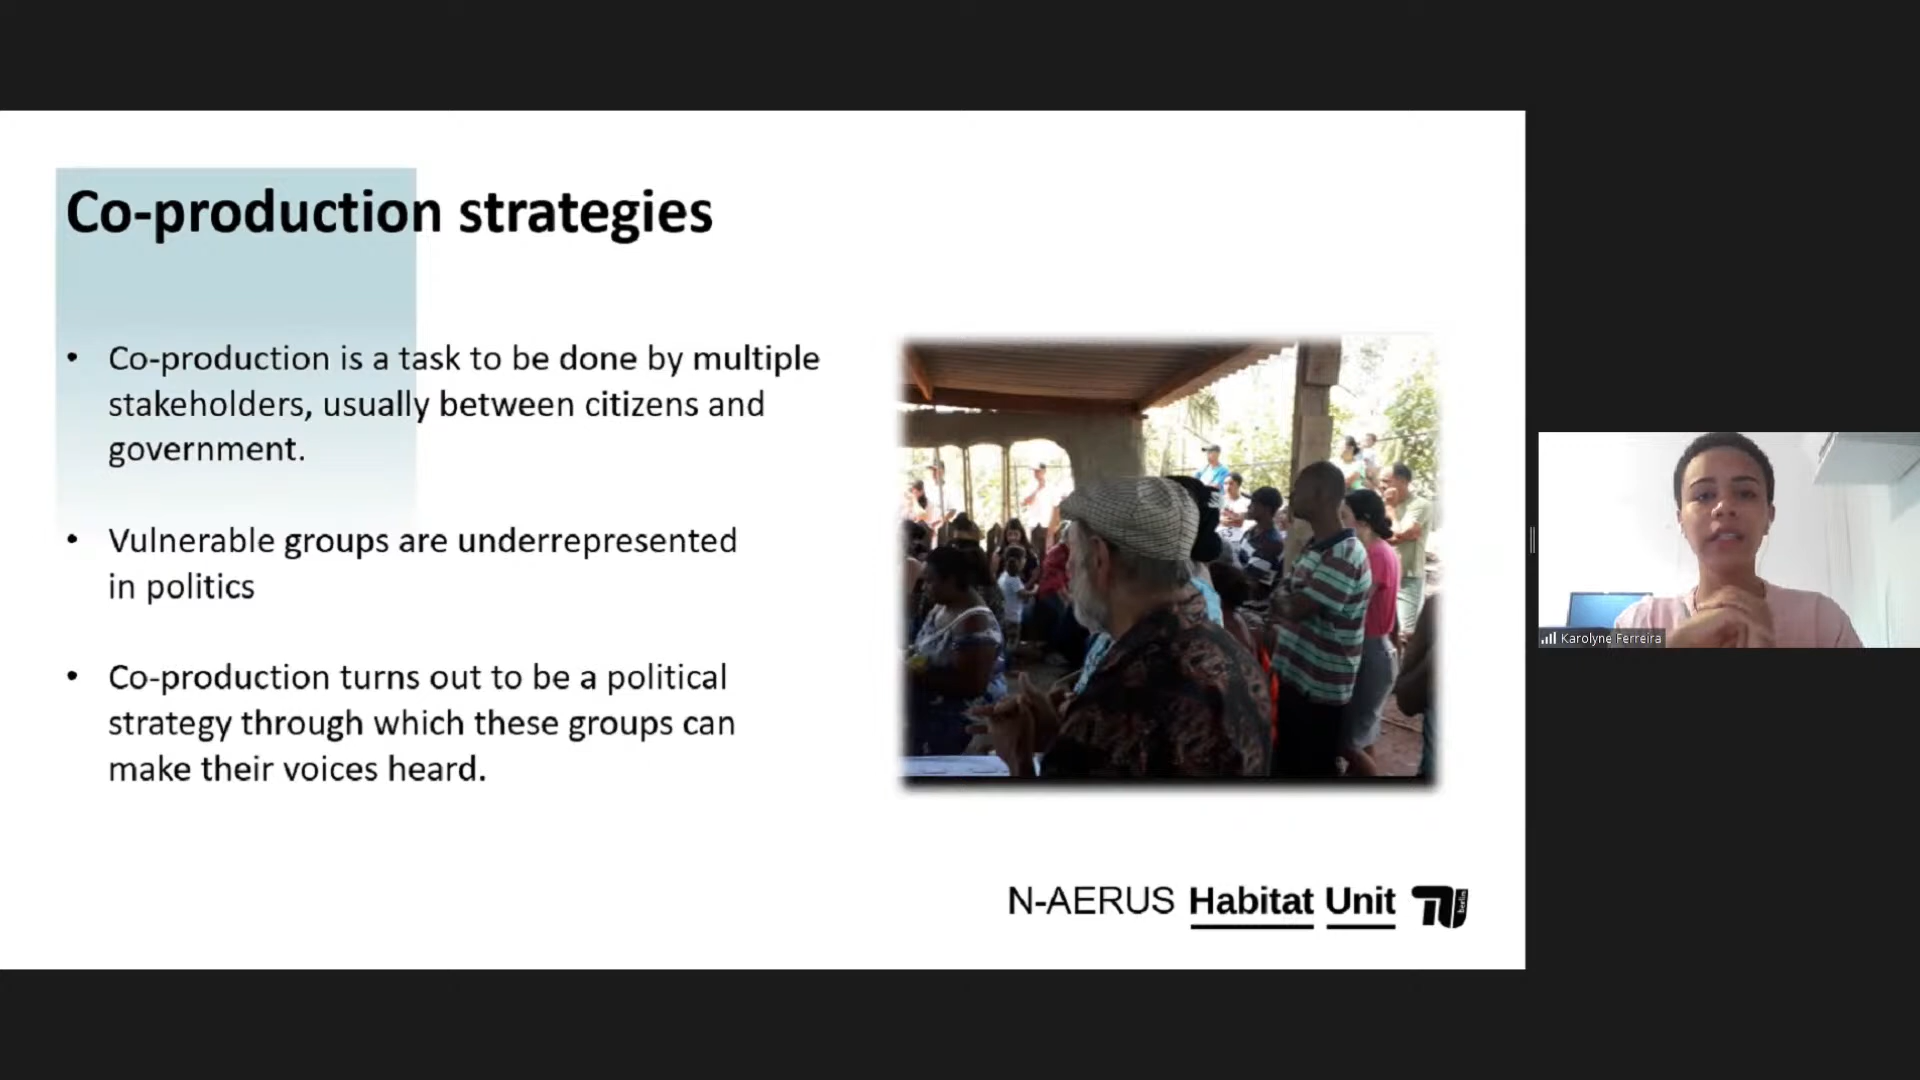 Co-production strategies
• Co-production is a task to be done by multiple
stakeholders, usually between citizens and
government.
• Vulnerable groups are underrepresented
in politics
• Co-production turns out to be a political
strategy through which these groups can
make their voices heard.
N-AERUS Habitat Unit TU berlin
Karolyne Ferreira